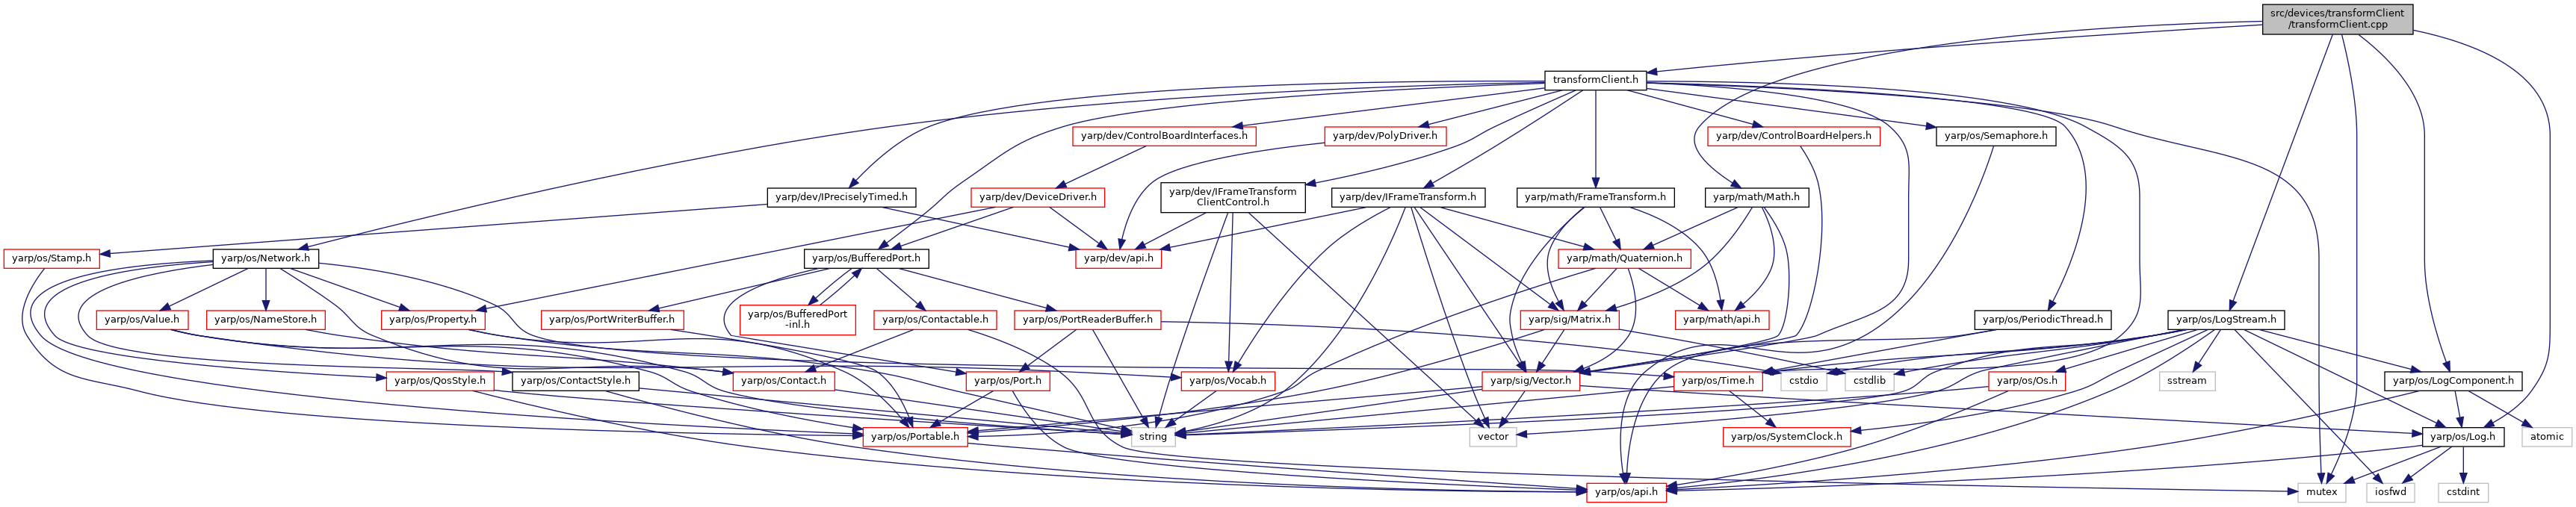 src/devices/transformClient
/transformClient.cpp
transformClient.h
yarp/dev/ControlBoardInterfaces.h
yarp/dev/PolyDriver.h
yarp/dev/ControlBoardHelpers.h
yarp/os/Semaphore.h
yarp/dev/IPreciselyTimed.h
yarp/dev/DeviceDriver.h
yarp/dev/IFrameTransform
ClientControl.h
yarp/dev/IFrameTransform.h
yarp/math/FrameTransform.h
yarp/math/Math.h
yarp/os/Stamp.h
yarp/os/Network.h
yarp/os/BufferedPort.h
yarp/dev/api.h
yarp/math/Quaternion.h
yarp/os/Value.h
yarp/os/NameStore.h
yarp/os/Property.h
yarp/os/PortWriterBuffer.h
yarp/os/BufferedPort
-inl.h
yarp/os/Contactable.h
yarp/os/PortReaderBuffer.h
yarp/sig/Matrix.h
yarp/math/api.h
yarp/os/PeriodicThread.h
yarp/os/LogStream.h
yarp/os/QosStyle.h
yarp/os/ContactStyle.h
yarp/os/Contact.h
yarp/os/Port.h
yarp/os/Vocab.h
yarp/sig/Vector.h
yarp/os/Time.h
cstdio
cstdlib
yarp/os/Os.h
sstream
yarp/os/LogComponent.h
yarp/os/Portable.h
string
vector
yarp/os/SystemClock.h
yarp/os/Log.h
atomic
yarp/os/api.h
mutex
iosfwd
cstdint